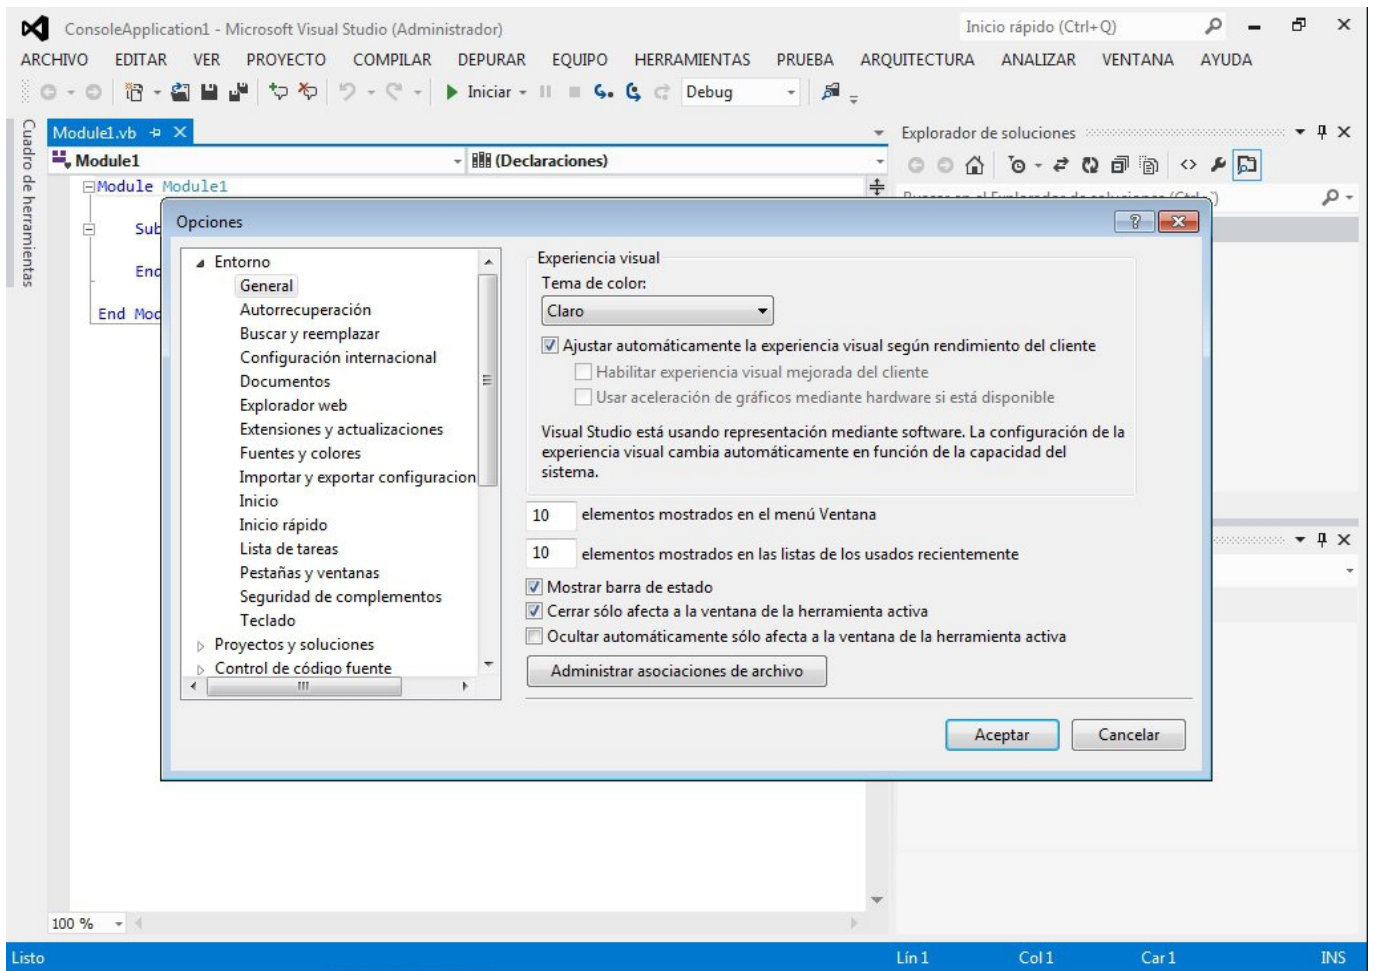 ConsoleApplication1 - Microsoft Visual Studio (Administrador)
Inicio rápido (Ctrl+Q)
ARCHIVO EDITAR VER PROYECTO COMPILAR DEPURAR EQUIPO HERRAMIENTAS PRUEBA ARQUITECTURA ANALIZAR VENTANA AYUDA
Iniciar Debug
Cuadro de herramientas
Module1.vb
Explorador de soluciones
Module1 (Declaraciones)
Module Module1
Sub
End
End Mod
Opciones
Entorno
General
Autorrecuperación
Buscar y reemplazar
Configuración internacional
Documentos
Explorador web
Extensiones y actualizaciones
Fuentes y colores
Importar y exportar configuracion
Inicio
Inicio rápido
Lista de tareas
Pestañas y ventanas
Seguridad de complementos
Teclado
Proyectos y soluciones
Control de código fuente
Experiencia visual
Tema de color:
Claro
Ajustar automáticamente la experiencia visual según rendimiento del cliente
Habilitar experiencia visual mejorada del cliente
Usar aceleración de gráficos mediante hardware si está disponible
Visual Studio está usando representación mediante software. La configuración de la
experiencia visual cambia automáticamente en función de la capacidad del
sistema.
10 elementos mostrados en el menú Ventana
10 elementos mostrados en las listas de los usados recientemente
Mostrar barra de estado
Cerrar sólo afecta a la ventana de la herramienta activa
Ocultar automáticamente sólo afecta a la ventana de la herramienta activa
Administrar asociaciones de archivo
Aceptar Cancelar
100 %
Listo Lín 1 Col 1 Car 1 INS